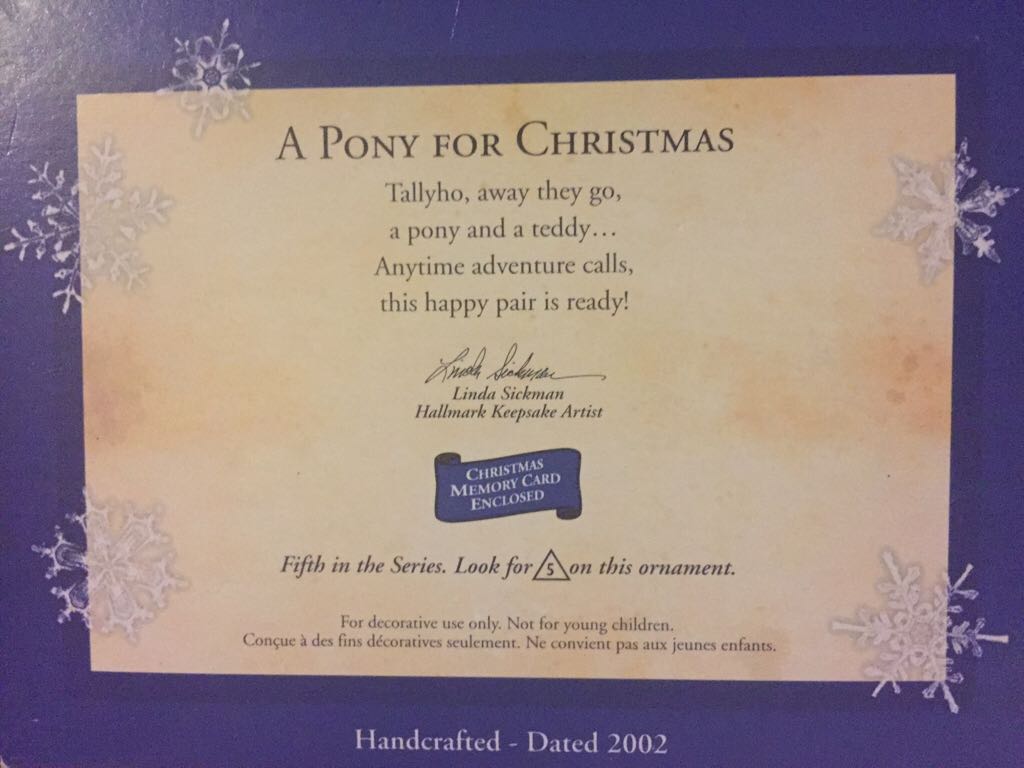 A PONY FOR CHRISTMAS
Tallyho, away they go,
a pony and a teddy...
Anytime adventure calls,
this happy pair is ready!
Linda Sickman
Linda Sickman
Hallmark Keepsake Artist
CHRISTMAS
MEMORY CARD
ENCLOSED
Fifth in the Series. Look for 5 on this ornament.
For decorative use only. Not for young children.
Conçue à des fins décoratives seulement. Ne convient pas aux jeunes enfants.
Handcrafted - Dated 2002